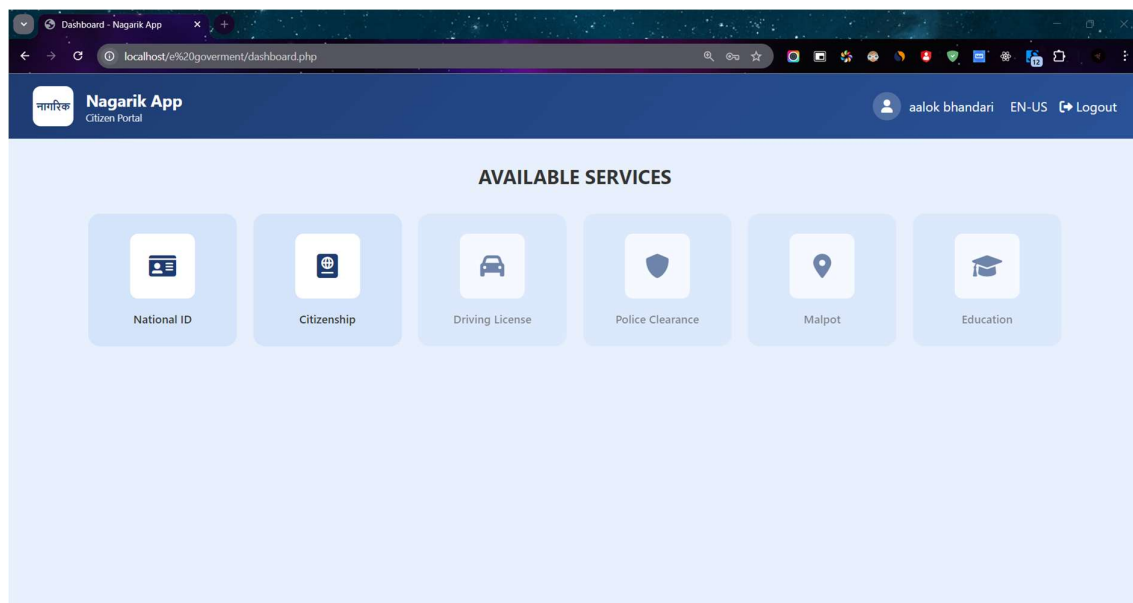 Dashboard - Nagarik App
localhost/e%20goverment/dashboard.php
12
नागरिक
Nagarik App
Citizen Portal
aalok bhandari EN-US Logout
AVAILABLE SERVICES
National ID Citizenship Driving License Police Clearance Malpot Education